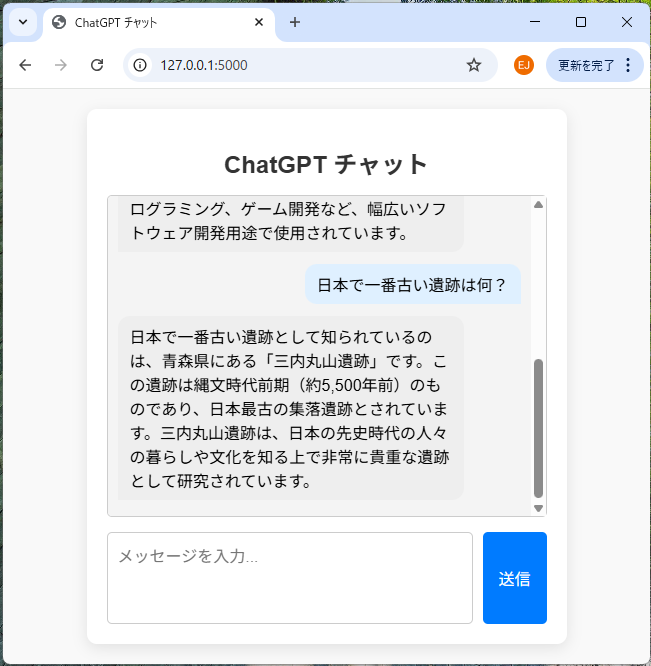 ChatGPT チャット
127.0.0.1:5000
EJ
更新を完了
ChatGPT チャット
ログラミング、ゲーム開発など、幅広いソフ
トウェア開発用途で使用されています。
日本で一番古い遺跡は何？
日本で一番古い遺跡として知られているの
は、青森県にある「三内丸山遺跡」です。こ
の遺跡は縄文時代前期（約5,500年前）のも
のであり、日本最古の集落遺跡とされていま
す。三内丸山遺跡は、日本の先史時代の人々
の暮らしや文化を知る上で非常に貴重な遺跡
として研究されています。
メッセージを入力...
送信